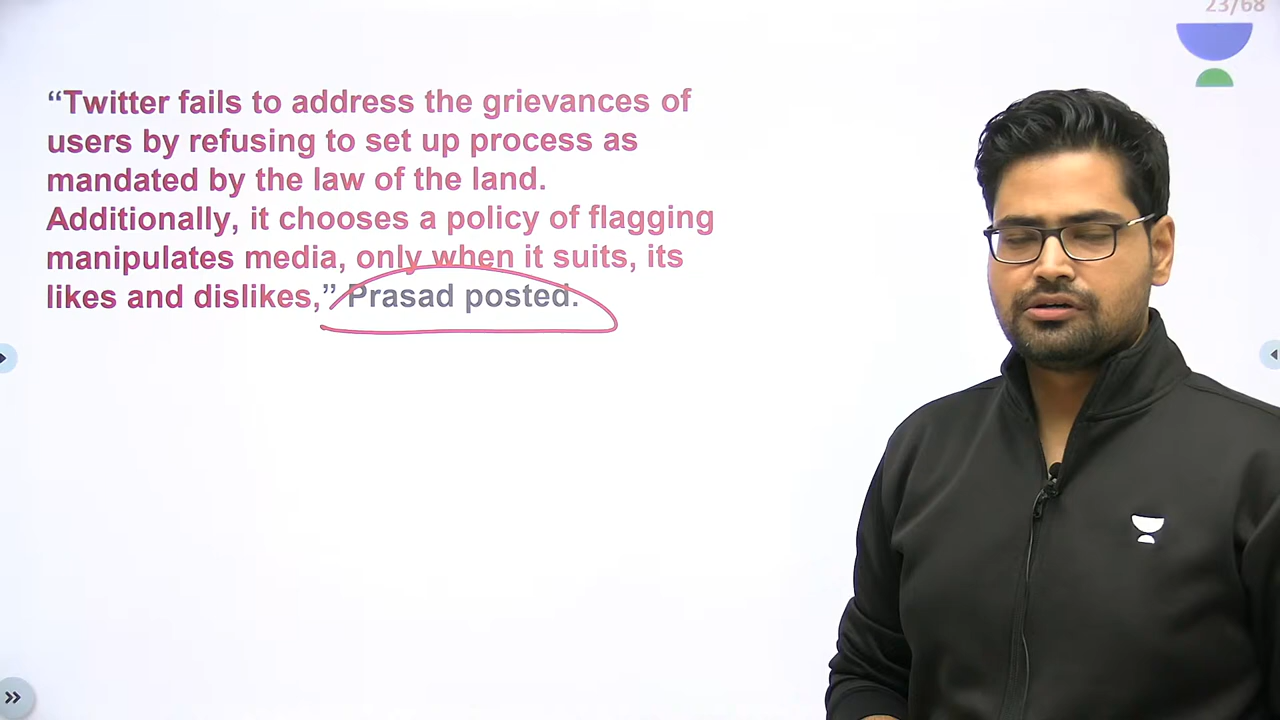 23/68
“Twitter fails to address the grievances of
users by refusing to set up process as
mandated by the law of the land.
Additionally, it chooses a policy of flagging
manipulates media, only when it suits, its
likes and dislikes,” Prasad posted.